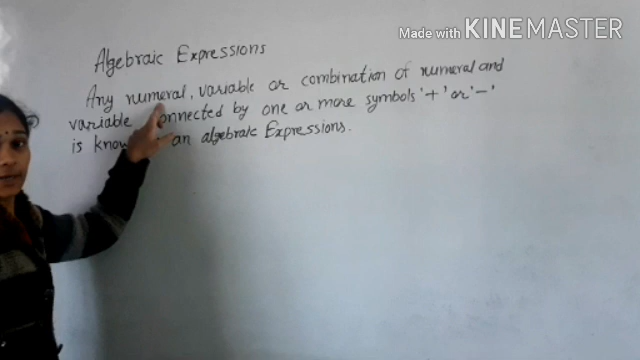 Made with KINEMASTER
Algebraic Expressions
Any numeral, variable or combination of numeral and
variable connected by one or more symbols '+' or '-'
is know an algebraic Expressions.